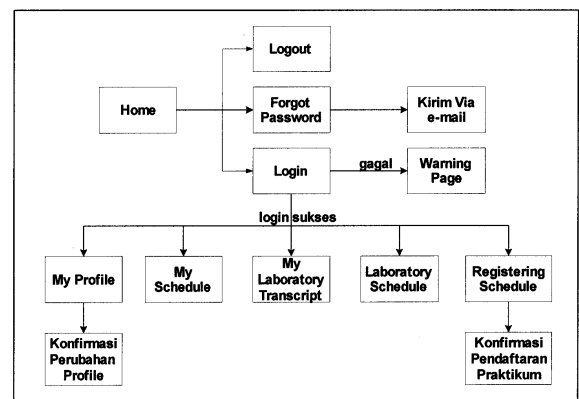 Logout
Home
Forgot
Password
Kirim Via
e-mail
Login
gagal
Warning
Page
login sukses
My Profile
My
Schedule
My
Laboratory
Transcript
Laboratory
Schedule
Registering
Schedule
Konfirmasi
Perubahan
Profile
Konfirmasi
Pendaftaran
Praktikum